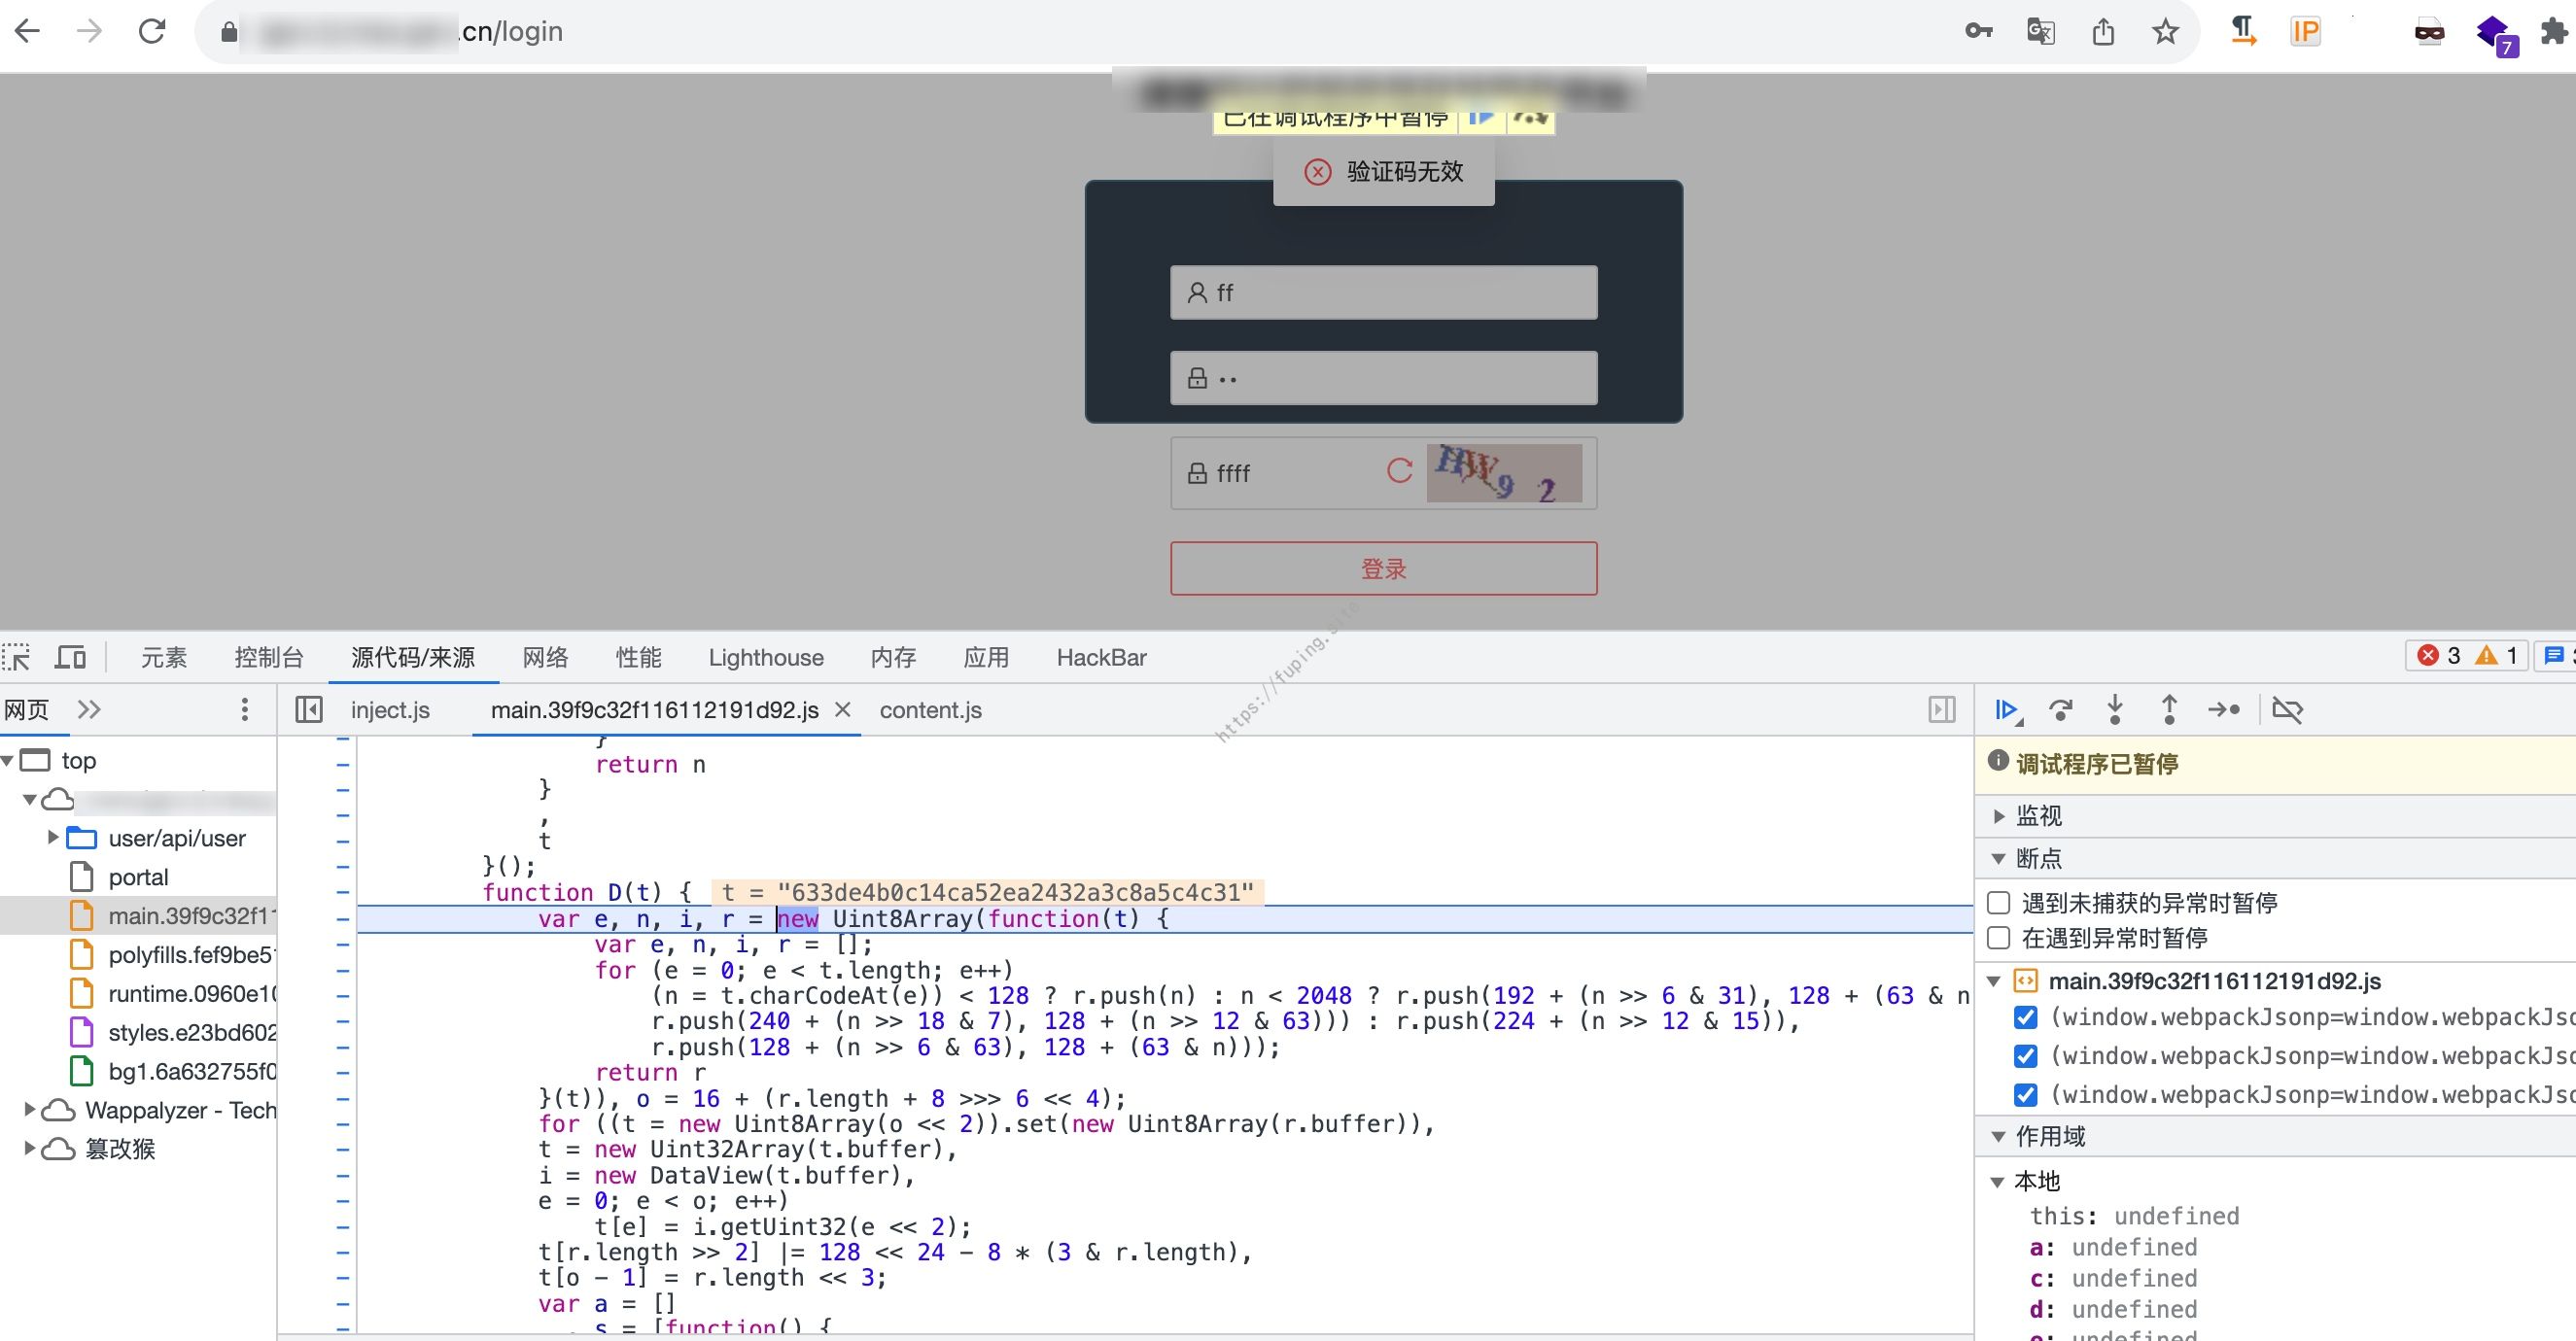 .cn/login
IP
7
已在调试程序中暂停
验证码无效
ff
ffff
HW92
登录
https://fuping.site
元素 控制台 源代码/来源 网络 性能 Lighthouse 内存 应用 HackBar
3 1
网页
inject.js main.39f9c32f116112191d92.js content.js
top
user/api/user
portal
main.39f9c32f11
polyfills.fef9be5
runtime.0960e10
styles.e23bd602
bg1.6a632755f0
Wappalyzer - Tech
篡改猴
}
return n
}
,
t
}();
function D(t) { t = "633de4b0c14ca52ea2432a3c8a5c4c31"
var e, n, i, r = new Uint8Array(function(t) {
var e, n, i, r = [];
for (e = 0; e < t.length; e++)
(n = t.charCodeAt(e)) < 128 ? r.push(n) : n < 2048 ? r.push(192 + (n >> 6 & 31), 128 + (63 & n
r.push(240 + (n >> 18 & 7), 128 + (n >> 12 & 63))) : r.push(224 + (n >> 12 & 15)),
r.push(128 + (n >> 6 & 63), 128 + (63 & n)));
return r
}(t)), o = 16 + (r.length + 8 >>> 6 << 4);
for ((t = new Uint8Array(o << 2)).set(new Uint8Array(r.buffer)),
t = new Uint32Array(t.buffer),
i = new DataView(t.buffer),
e = 0; e < o; e++)
t[e] = i.getUint32(e << 2);
t[r.length >> 2] |= 128 << 24 - 8 * (3 & r.length),
t[o - 1] = r.length << 3;
var a = []
, s = [function() {
调试程序已暂停
监视
断点
遇到未捕获的异常时暂停
在遇到异常时暂停
main.39f9c32f116112191d92.js
(window.webpackJsonp=window.webpackJso
(window.webpackJsonp=window.webpackJso
(window.webpackJsonp=window.webpackJso
作用域
本地
this: undefined
a: undefined
c: undefined
d: undefined
e: undefined